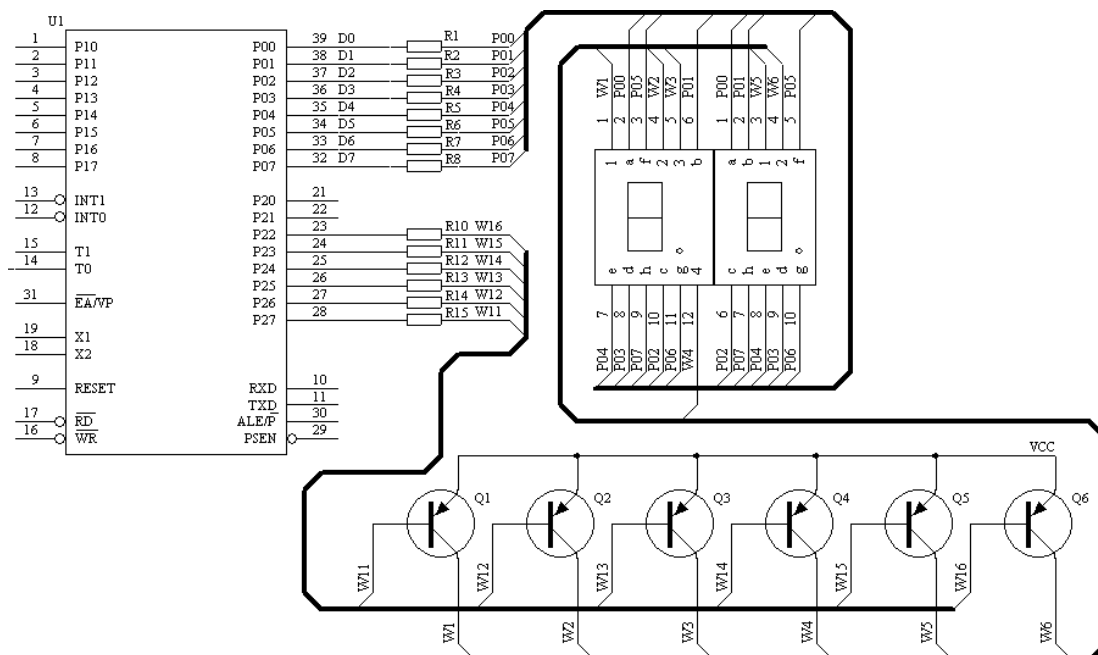 U1
1 P10 P00 39 D0 R1 P00
2 P11 P01 38 D1 R2 P01
3 P12 P02 37 D2 R3 P02
4 P13 P03 36 D3 R4 P03
5 P14 P04 35 D4 R5 P04
6 P15 P05 34 D5 R6 P05
7 P16 P06 33 D6 R7 P06
8 P17 P07 32 D7 R8 P07
13 INT1 P20 21
12 INT0 P21 22
P22 23 R10 W16
15 T1 P23 24 R11 W15
14 T0 P24 25 R12 W14
P25 26 R13 W13
31 EA/VP P26 27 R14 W12
P27 28 R15 W11
19 X1
18 X2
9 RESET RXD 10
TXD 11
17 RD ALE/P 30
16 WR PSEN 29
W1 P00 P05 W2 W3 P01 P00 P01 W5 W6 P05
1 2 3 4 5 6 1 2 3 4 5
1 a f 2 3 b a b 1 2 f
e d h c g 4 c h e d g
7 8 9 10 11 12 6 7 8 9 10
P04 P03 P07 P02 P06 W4 P02 P07 P04 P03 P06
VCC
Q1 Q2 Q3 Q4 Q5 Q6
W11 W12 W13 W14 W15 W16
W1 W2 W3 W4 W5 W6